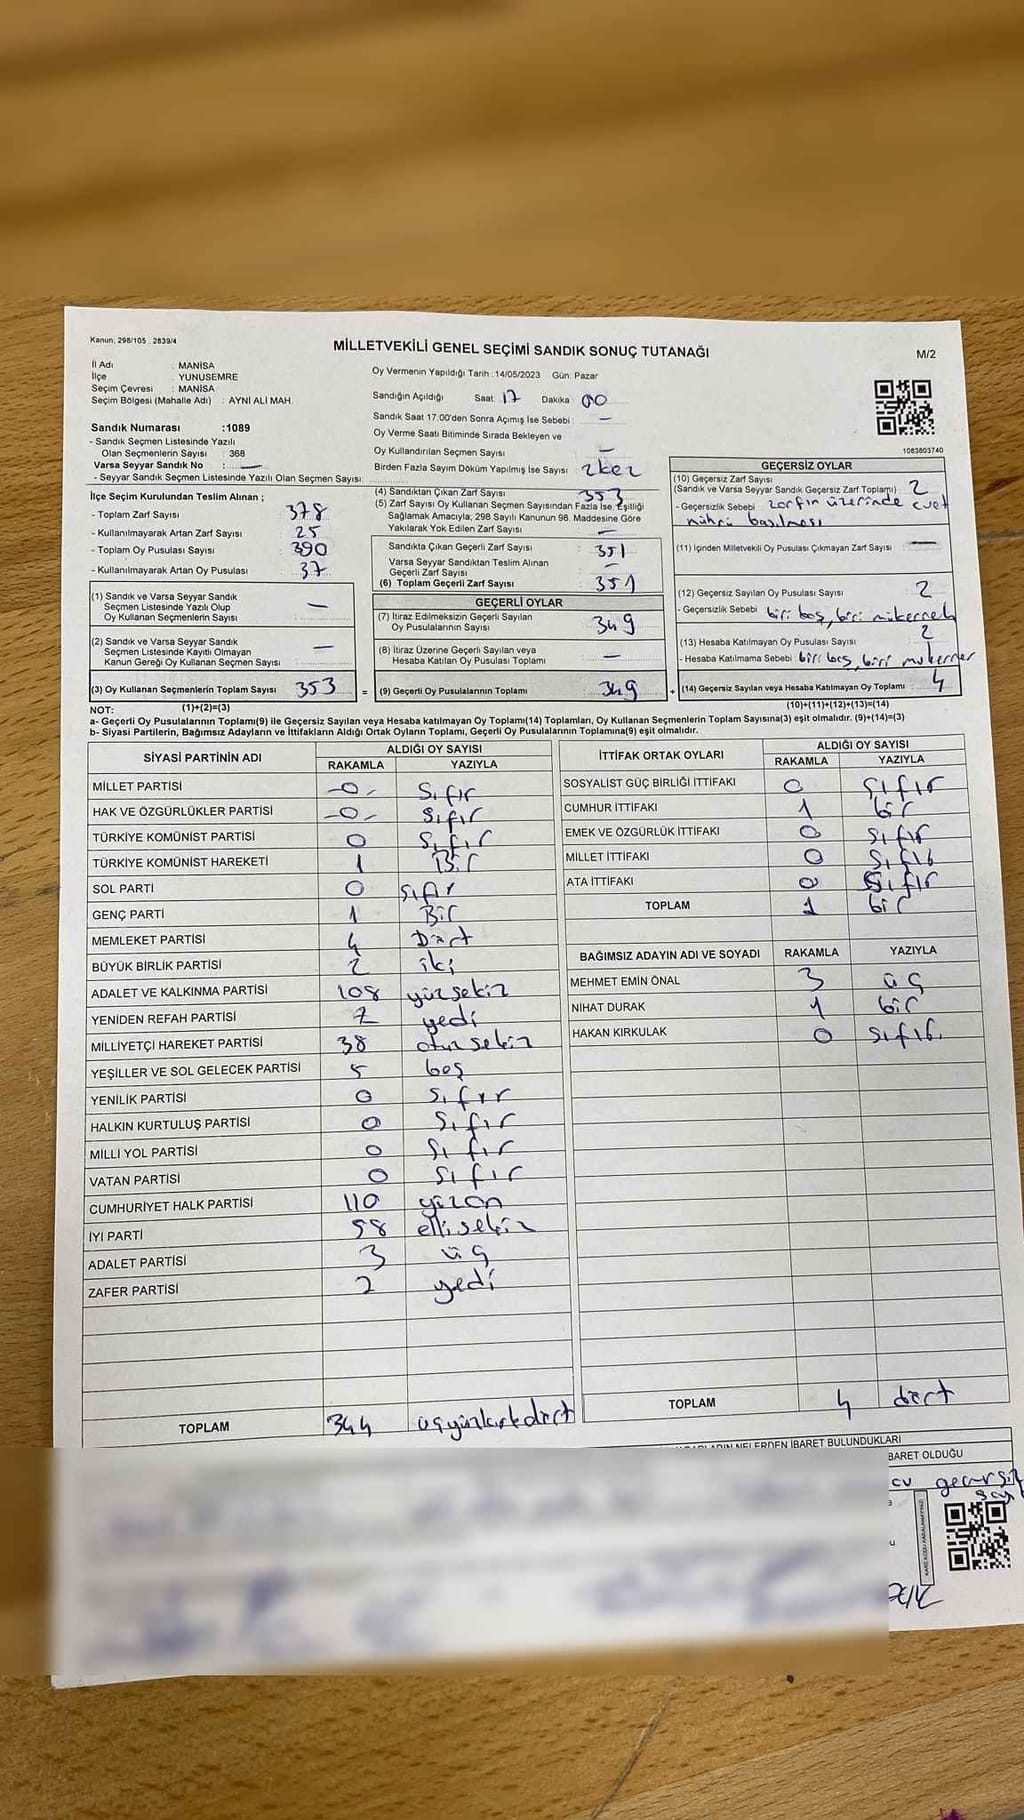 Kanun; 298/105 . 2839/4
MİLLETVEKİLİ GENEL SEÇİMİ SANDIK SONUÇ TUTANAĞI
M/2
İl Adı : MANİSA
İlçe : YUNUSEMRE
Seçim Çevresi : MANİSA
Seçim Bölgesi (Mahalle Adı) : AYNİ ALİ MAH.
Oy Vermenin Yapıldığı Tarih :14/05/2023 Gün: Pazar
Sandığın Açıldığı Saat 17 Dakika 00
Sandık Saat 17.00'den Sonra Açımış İse Sebebi : —
Oy Verme Saati Bitiminde Sırada Bekleyen ve
Oy Kullandırılan Seçmen Sayısı : —
Birden Fazla Sayım Döküm Yapılmış İse Sayısı 2ker
1083803740
Sandık Numarası :1089
- Sandık Seçmen Listesinde Yazılı
Olan Seçmenlerin Sayısı : 368
Varsa Seyyar Sandık No : —
- Seyyar Sandık Seçmen Listesinde Yazılı Olan Seçmen Sayısı:
İlçe Seçim Kurulundan Teslim Alınan ;
- Toplam Zarf Sayısı : 378
- Kullanılmayarak Artan Zarf Sayısı : 25
- Toplam Oy Pusulası Sayısı : 390
- Kullanılmayarak Artan Oy Pusulası : 37
(1) Sandık ve Varsa Seyyar Sandık
Seçmen Listesinde Yazılı Olup
Oy Kullanan Seçmenlerin Sayısı : —
(2) Sandık ve Varsa Seyyar Sandık
Seçmen Listesinde Kayıtlı Olmayan
Kanun Gereği Oy Kullanan Seçmen Sayısı : —
(3) Oy Kullanan Seçmenlerin Toplam Sayısı : 353 =
(4) Sandıktan Çıkan Zarf Sayısı : 353
(5) Zarf Sayısı Oy Kullanan Seçmen Sayısından Fazla İse, Eşitliği
Sağlamak Amacıyla; 298 Sayılı Kanunun 98. Maddesine Göre
Yakılarak Yok Edilen Zarf Sayısı : —
Sandıkta Çıkan Geçerli Zarf Sayısı : 351
Varsa Seyyar Sandıktan Teslim Alınan
Geçerli Zarf Sayısı : —
(6) Toplam Geçerli Zarf Sayısı : 351
GEÇERLİ OYLAR
(7) İtiraz Edilmeksizin Geçerli Sayılan
Oy Pusulalarının Sayısı : 349
(8) İtiraz Üzerine Geçerli Sayılan veya
Hesaba Katılan Oy Pusulası Toplamı : —
(9) Geçerli Oy Pusulalarının Toplamı : 349 +
GEÇERSİZ OYLAR
(10) Geçersiz Zarf Sayısı
(Sandık ve Varsa Seyyar Sandık Geçersiz Zarf Toplamı) : 2
- Geçersizlik Sebebi : zarfın üzerinde evet
mührü basılması
(11) İçinden Milletvekili Oy Pusulası Çıkmayan Zarf Sayısı : —
(12) Geçersiz Sayılan Oy Pusulası Sayısı : 2
- Geçersizlik Sebebi : biri boş, biri
(13) Hesaba Katılmayan Oy Pusulası Sayısı : 2
- Hesaba Katılmama Sebebi : biri boş, biri mükerrer
(14) Geçersiz Sayılan veya Hesaba Katılmayan Oy Toplamı : 4
NOT: (1)+(2)=(3) (10)+(11)+(12)+(13)=(14)
a- Geçerli Oy Pusulalarının Toplamı(9) ile Geçersiz Sayılan veya Hesaba katılmayan Oy Toplamı(14) Toplamları, Oy Kullanan Seçmenlerin Toplam Sayısına(3) eşit olmalıdır. (9)+(14)=(3)
b- Siyasi Partilerin, Bağımsız Adayların ve İttifakların Aldığı Ortak Oyların Toplamı, Geçerli Oy Pusulalarının Toplamına(9) eşit olmalıdır.
SİYASİ PARTİNİN ADI ALDIĞI OY SAYISI
RAKAMLA YAZIYLA
MİLLET PARTİSİ -0- Sıfır
HAK VE ÖZGÜRLÜKLER PARTİSİ -0- Sıfır
TÜRKİYE KOMÜNİST PARTİSİ 0 Sıfır
TÜRKİYE KOMÜNİST HAREKETİ 1 Bir
SOL PARTİ 0 Sıfır
GENÇ PARTİ 1 Bir
MEMLEKET PARTİSİ 4 Dört
BÜYÜK BİRLİK PARTİSİ 2 iki
ADALET VE KALKINMA PARTİSİ 108 yüzsekiz
YENİDEN REFAH PARTİSİ 7 yedi
MİLLİYETÇİ HAREKET PARTİSİ 38 otuzsekiz
YEŞİLLER VE SOL GELECEK PARTİSİ 5 beş
YENİLİK PARTİSİ 0 Sıfır
HALKIN KURTULUŞ PARTİSİ 0 Sıfır
MİLLİ YOL PARTİSİ 0 Sıfır
VATAN PARTİSİ 0 Sıfır
CUMHURİYET HALK PARTİSİ 110 yüzon
İYİ PARTİ 58 ellisekiz
ADALET PARTİSİ 3 üç
ZAFER PARTİSİ 7 yedi
TOPLAM 344 üçyüzkırkdört
İTTİFAK ORTAK OYLARI ALDIĞI OY SAYISI
RAKAMLA YAZIYLA
SOSYALİST GÜÇ BİRLİĞİ İTTİFAKI 0 Sıfır
CUMHUR İTTİFAKI 1 bir
EMEK VE ÖZGÜRLÜK İTTİFAKI 0 Sıfır
MİLLET İTTİFAKI 0 Sıfır
ATA İTTİFAKI 0 Sıfır
TOPLAM 1 bir
BAĞIMSIZ ADAYIN ADI VE SOYADI RAKAMLA YAZIYLA
MEHMET EMİN ÖNAL 3 üç
NİHAT DURAK 1 bir
HAKAN KIRKULAK 0 Sıfır
TOPLAM 4 dört
NELERDEN İBARET BULUNDUKLARI
BARET OLDUĞU